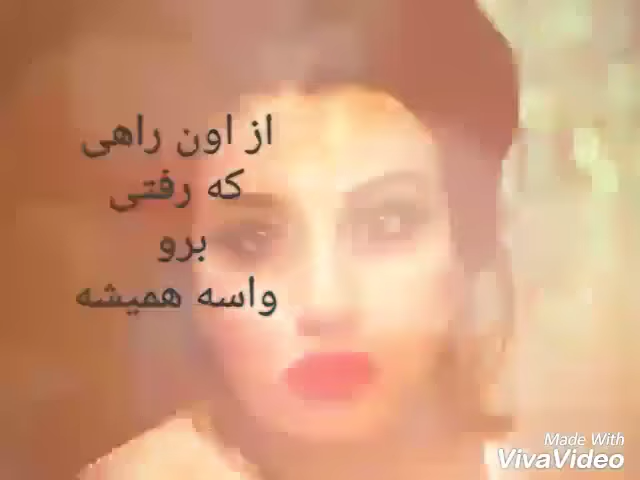 از اون راهی
که رفتی
برو
واسه همیشه
Made With
VivaVideo